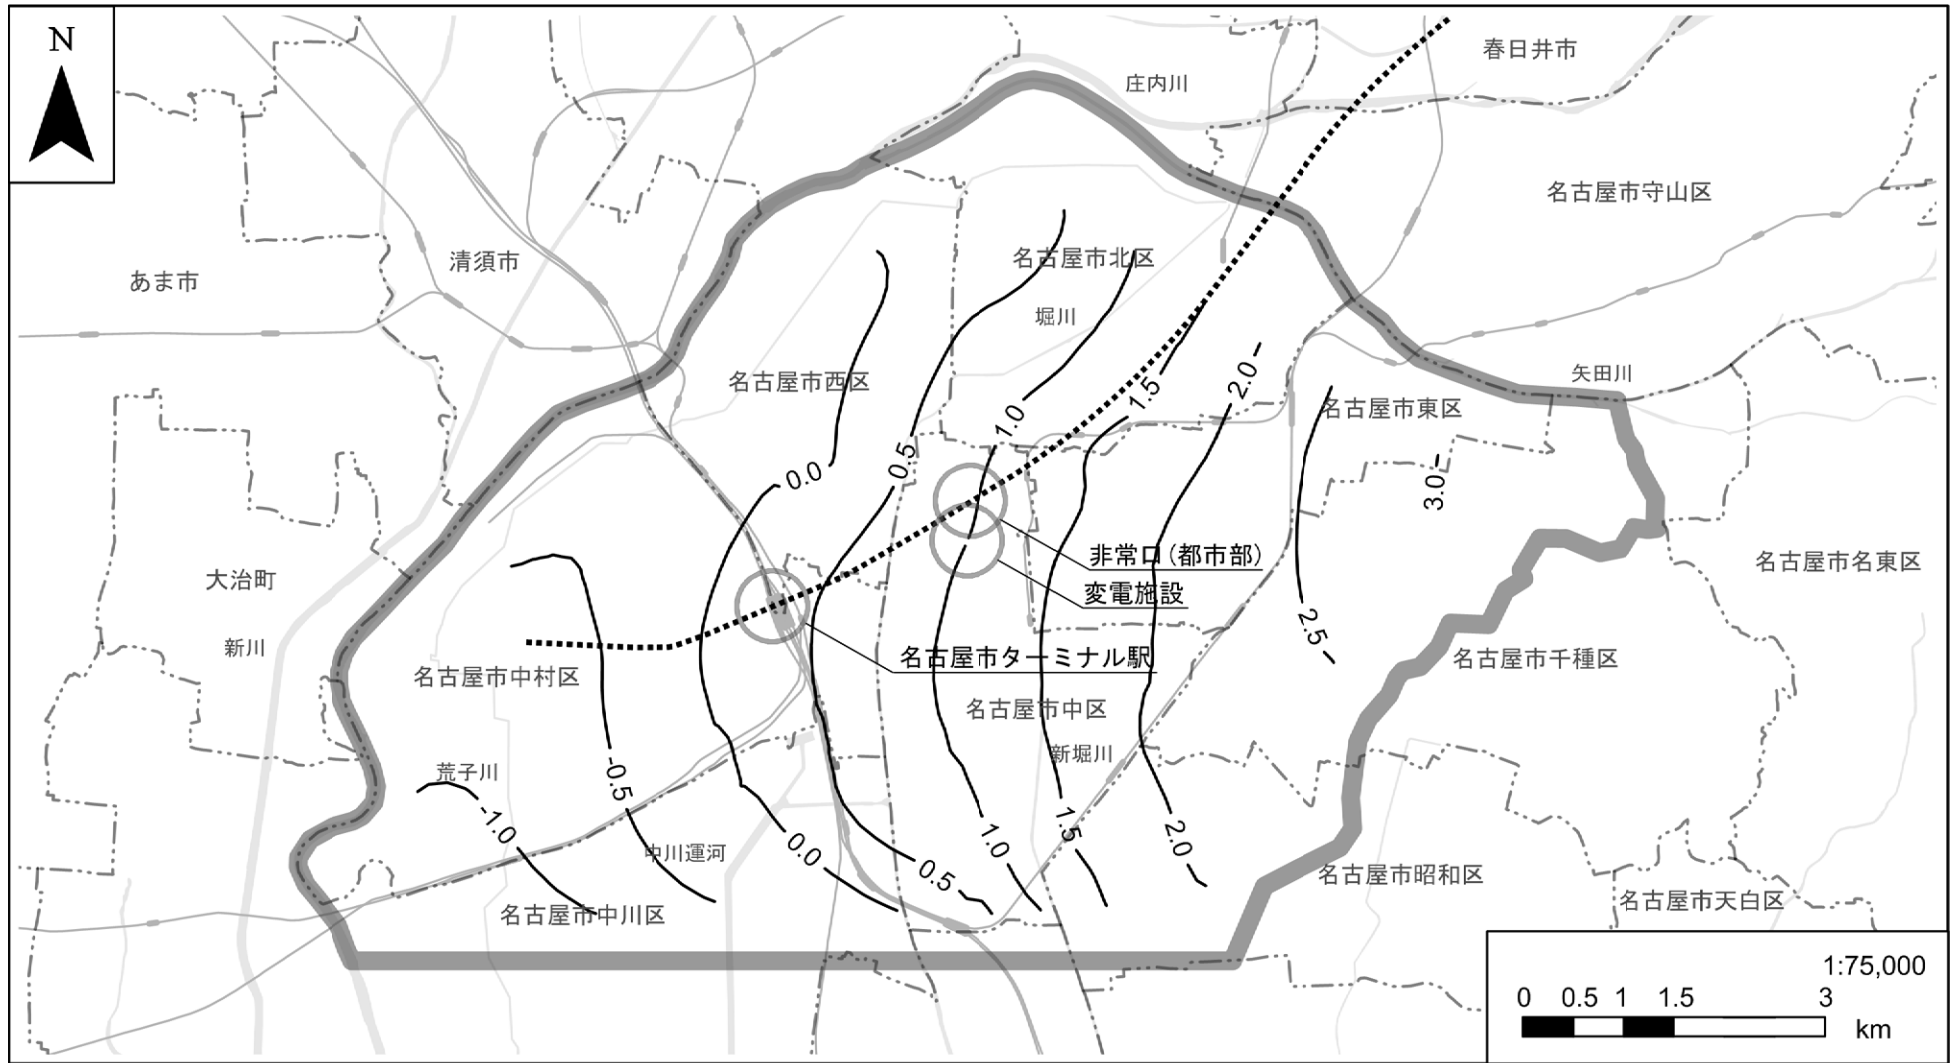 N
春日井市
庄内川
名古屋市守山区
清須市
名古屋市北区
あま市
堀川
名古屋市西区
2.0
矢田川
1.5
名古屋市東区
1.0
0.5
0.0
3.0
非常口（都市部）
名古屋市名東区
大治町
変電施設
2.5
新川
名古屋市ターミナル駅
名古屋市千種区
名古屋市中村区
名古屋市中区
新堀川
荒子川
-0.5
-1.0
1.5
2.0
1.0
中川運河
0.0
0.5
名古屋市昭和区
名古屋市天白区
名古屋市中川区
1:75,000
0 0.5 1 1.5 3
km